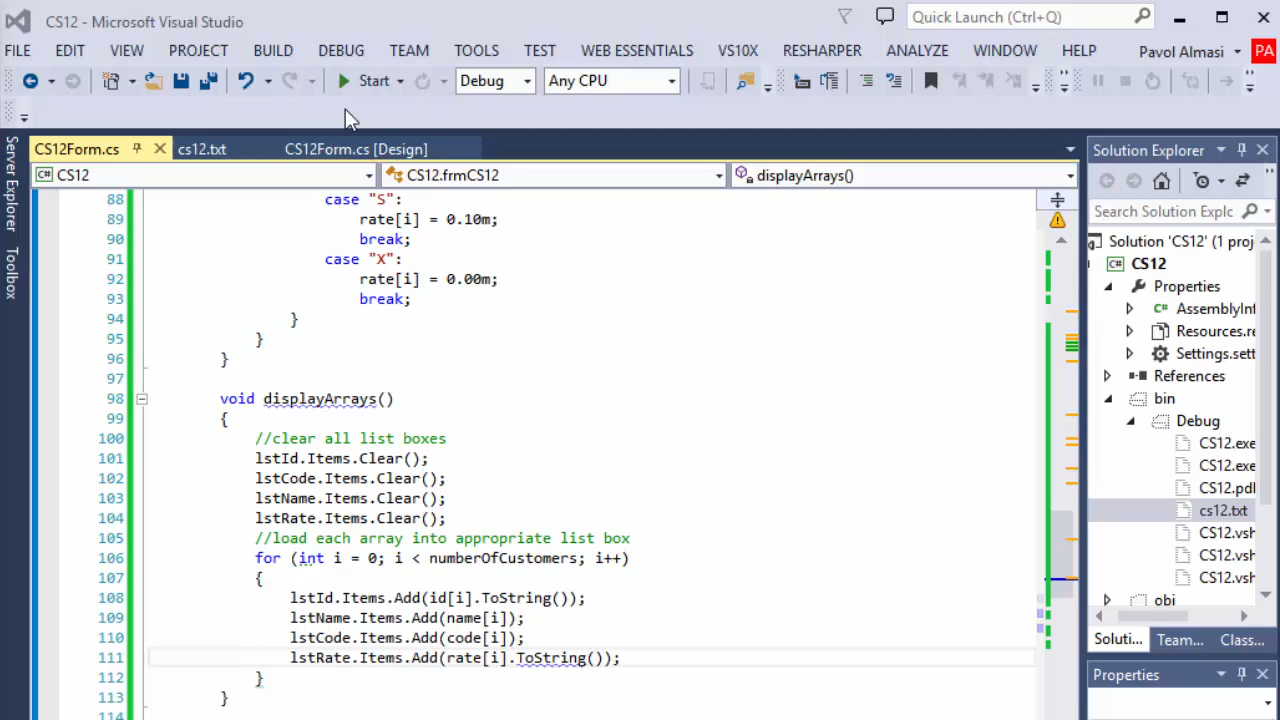 CS12 - Microsoft Visual Studio
Quick Launch (Ctrl+Q)
FILE EDIT VIEW PROJECT BUILD DEBUG TEAM TOOLS TEST WEB ESSENTIALS VS10X RESHARPER ANALYZE WINDOW HELP Pavol Almasi PA
Start Debug Any CPU
CS12Form.cs cs12.txt CS12Form.cs [Design]
C# CS12 CS12.frmCS12 displayArrays()
Server Explorer
Toolbox
88 case "S":
89 rate[i] = 0.10m;
90 break;
91 case "X":
92 rate[i] = 0.00m;
93 break;
94 }
95 }
96 }
97
98 void displayArrays()
99 {
100 //clear all list boxes
101 lstId.Items.Clear();
102 lstCode.Items.Clear();
103 lstName.Items.Clear();
104 lstRate.Items.Clear();
105 //load each array into appropriate list box
106 for (int i = 0; i < numberOfCustomers; i++)
107 {
108 lstId.Items.Add(id[i].ToString());
109 lstName.Items.Add(name[i]);
110 lstCode.Items.Add(code[i]);
111 lstRate.Items.Add(rate[i].ToString());
112 }
113 }
114
Solution Explorer
Search Solution Explc
Solution 'CS12' (1 proj
C# CS12
Properties
C# AssemblyInf
Resources.re
Settings.sett
References
bin
Debug
CS12.exe
CS12.exe
CS12.pdl
cs12.txt
CS12.vsh
CS12.vsh
CS12.vsh
obj
Soluti... Team... Class...
Properties